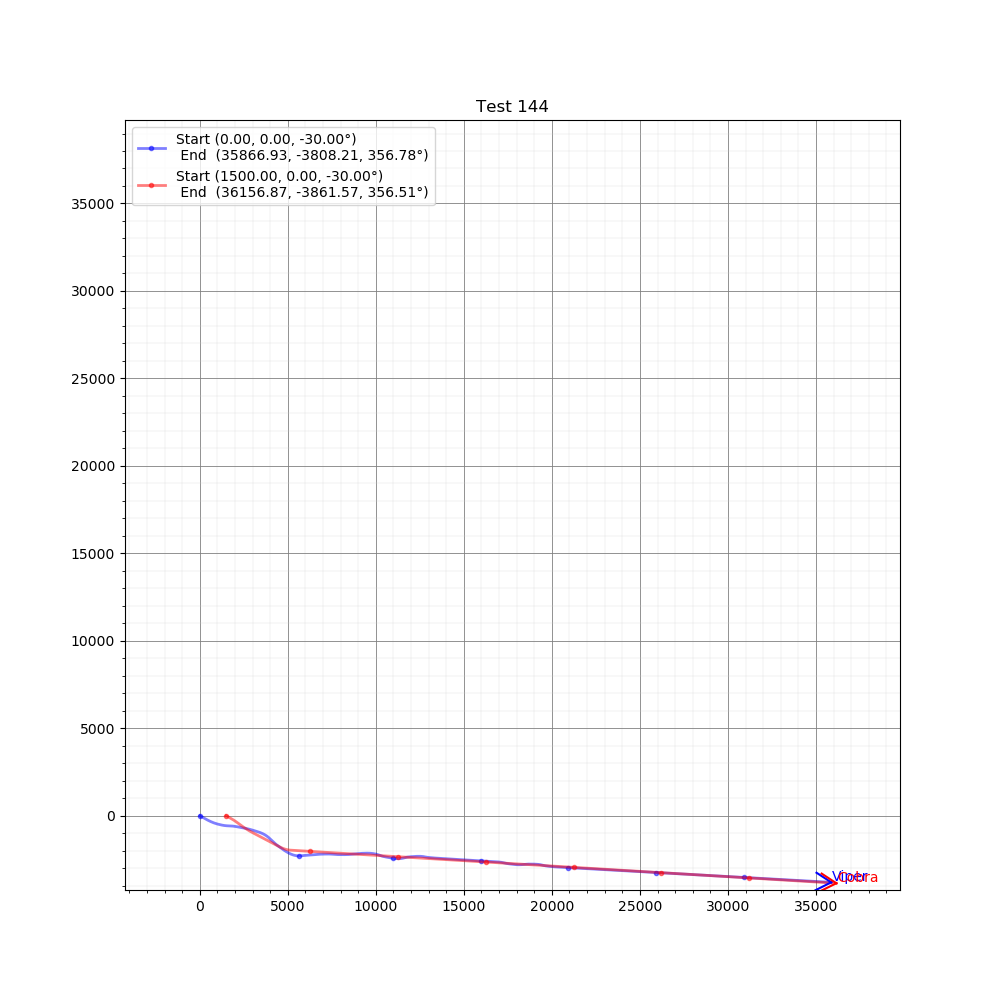 Test 144
Start (0.00, 0.00, -30.00°)
End (35866.93, -3808.21, 356.78°)
Start (1500.00, 0.00, -30.00°)
End (36156.87, -3861.57, 356.51°)
35000
30000
25000
20000
15000
10000
5000
0
Viper
Cobra
0 5000 10000 15000 20000 25000 30000 35000